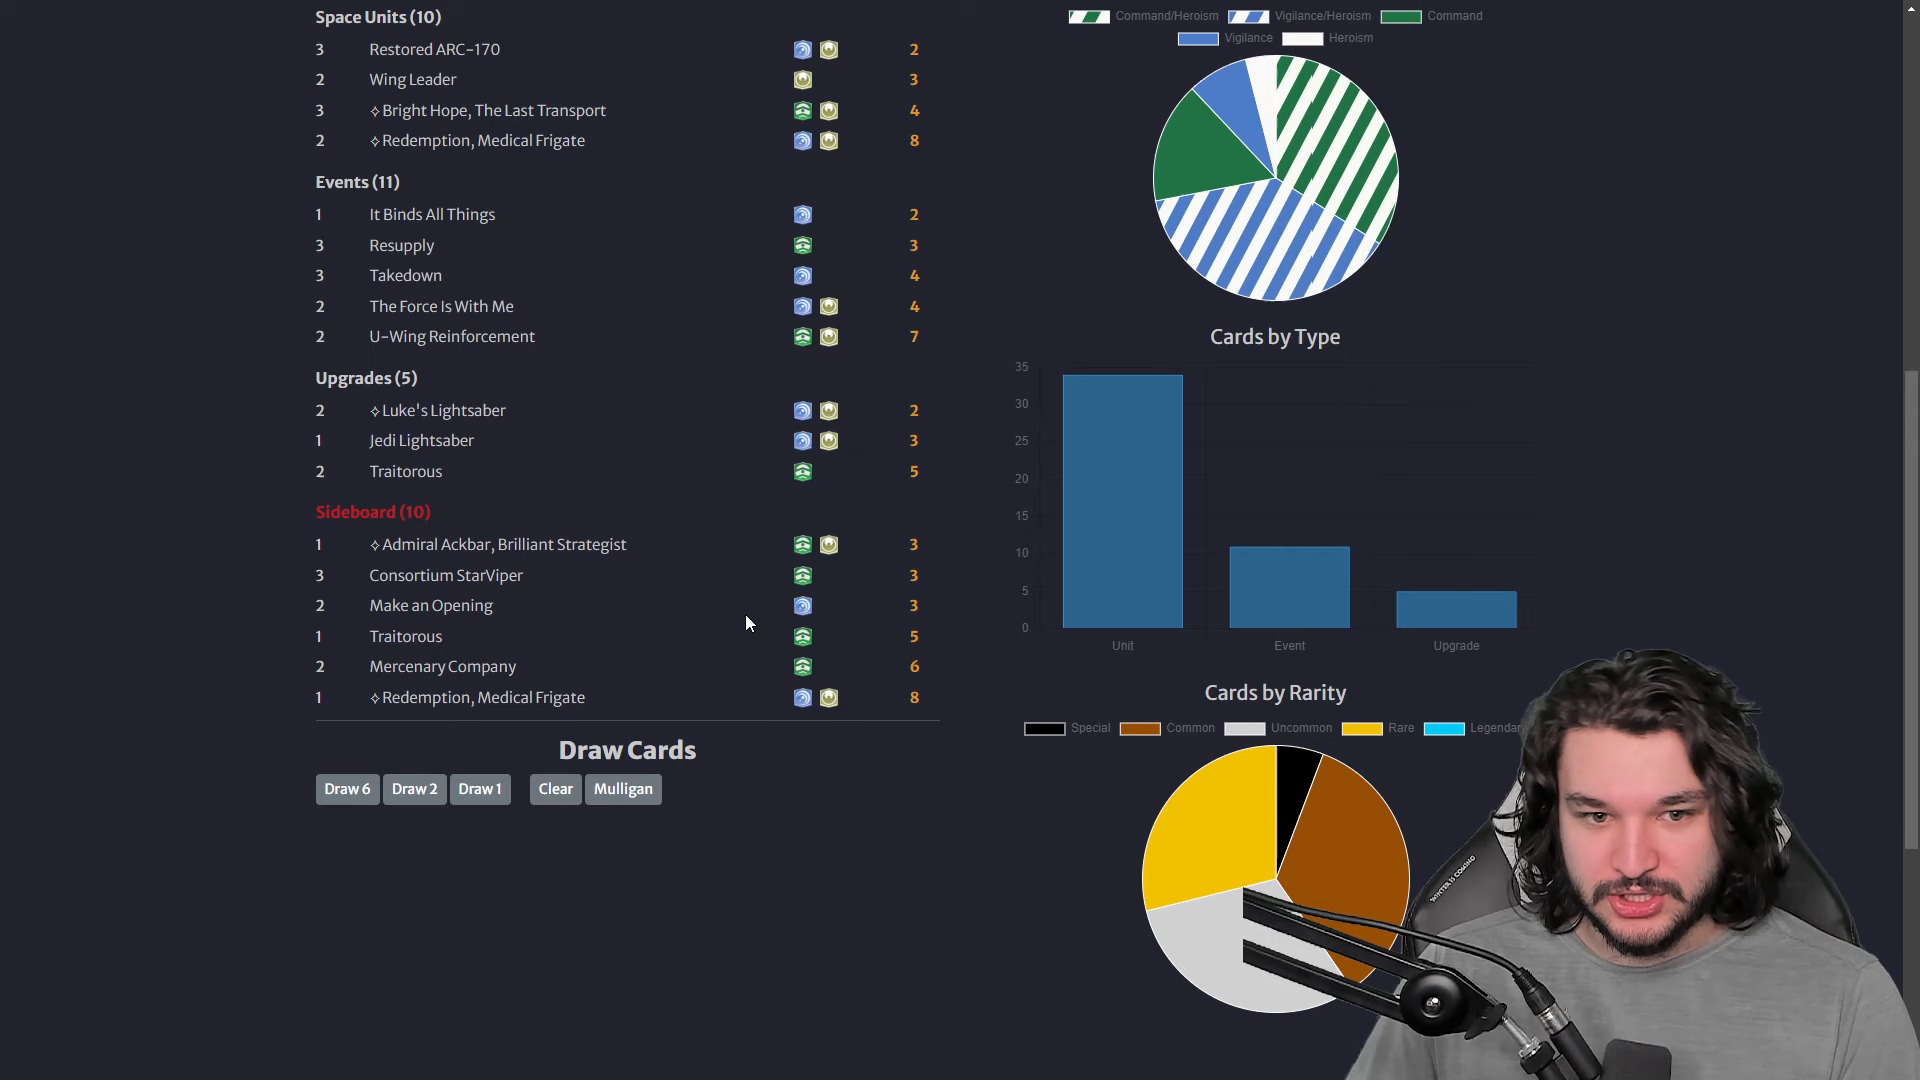 Space Units (10)
3 Restored ARC-170 2
2 Wing Leader 3
3 Bright Hope, The Last Transport 4
2 Redemption, Medical Frigate 8
Events (11)
1 It Binds All Things 2
3 Resupply 3
3 Takedown 4
2 The Force Is With Me 4
2 U-Wing Reinforcement 7
Upgrades (5)
2 Luke's Lightsaber 2
1 Jedi Lightsaber 3
2 Traitorous 5
Sideboard (10)
1 Admiral Ackbar, Brilliant Strategist 3
3 Consortium StarViper 3
2 Make an Opening 3
1 Traitorous 5
2 Mercenary Company 6
1 Redemption, Medical Frigate 8
Draw Cards
Draw 6 Draw 2 Draw 1 Clear Mulligan
Command/Heroism Vigilance/Heroism Command
Vigilance Heroism
Cards by Type
35
30
25
20
15
10
5
0
Unit Event Upgrade
Cards by Rarity
Special Common Uncommon Rare Legendar
WINTER IS COMING